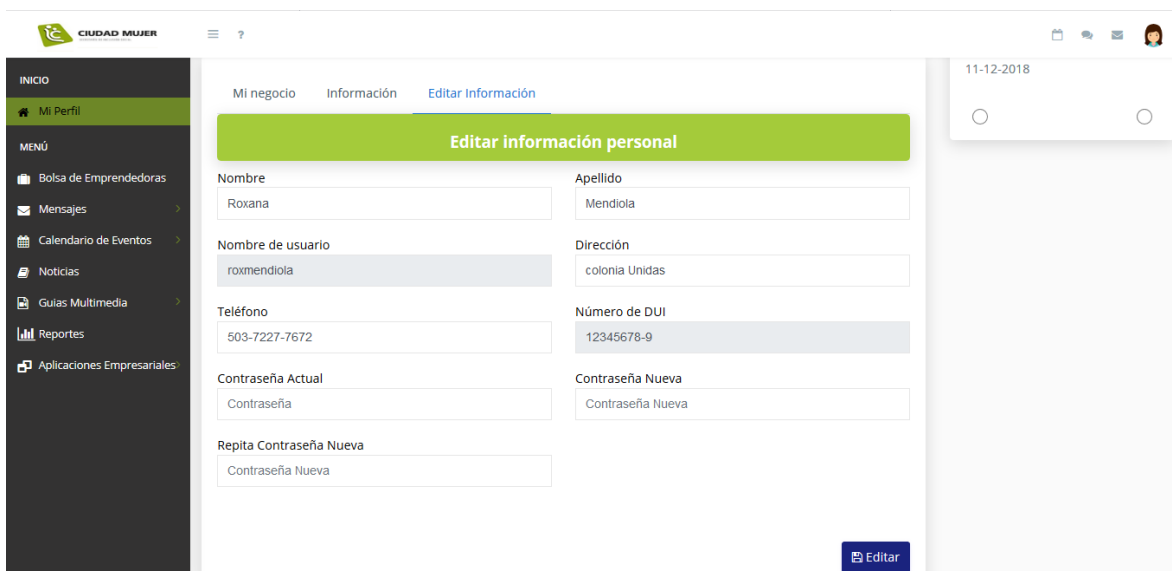 CIUDAD MUJER
?
INICIO
Mi Perfil
MENÚ
Bolsa de Emprendedoras
Mensajes
Calendario de Eventos
Noticias
Guias Multimedia
Reportes
Aplicaciones Empresariales
Mi negocio Información Editar Información
Editar información personal
Nombre Apellido
Roxana Mendiola
Nombre de usuario Dirección
roxmendiola colonia Unidas
Teléfono Número de DUI
503-7227-7672 12345678-9
Contraseña Actual Contraseña Nueva
Contraseña Contraseña Nueva
Repita Contraseña Nueva
Contraseña Nueva
Editar
11-12-2018